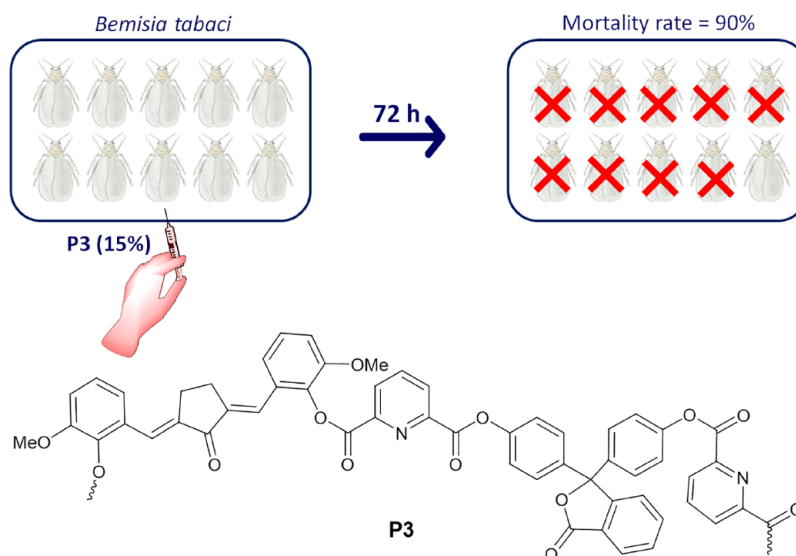 Bemisia tabaci
Mortality rate = 90%
72 h
P3 (15%)
OMe
MeO
O
O
O
O
N
O
O
O
O
O
O
N
O
P3